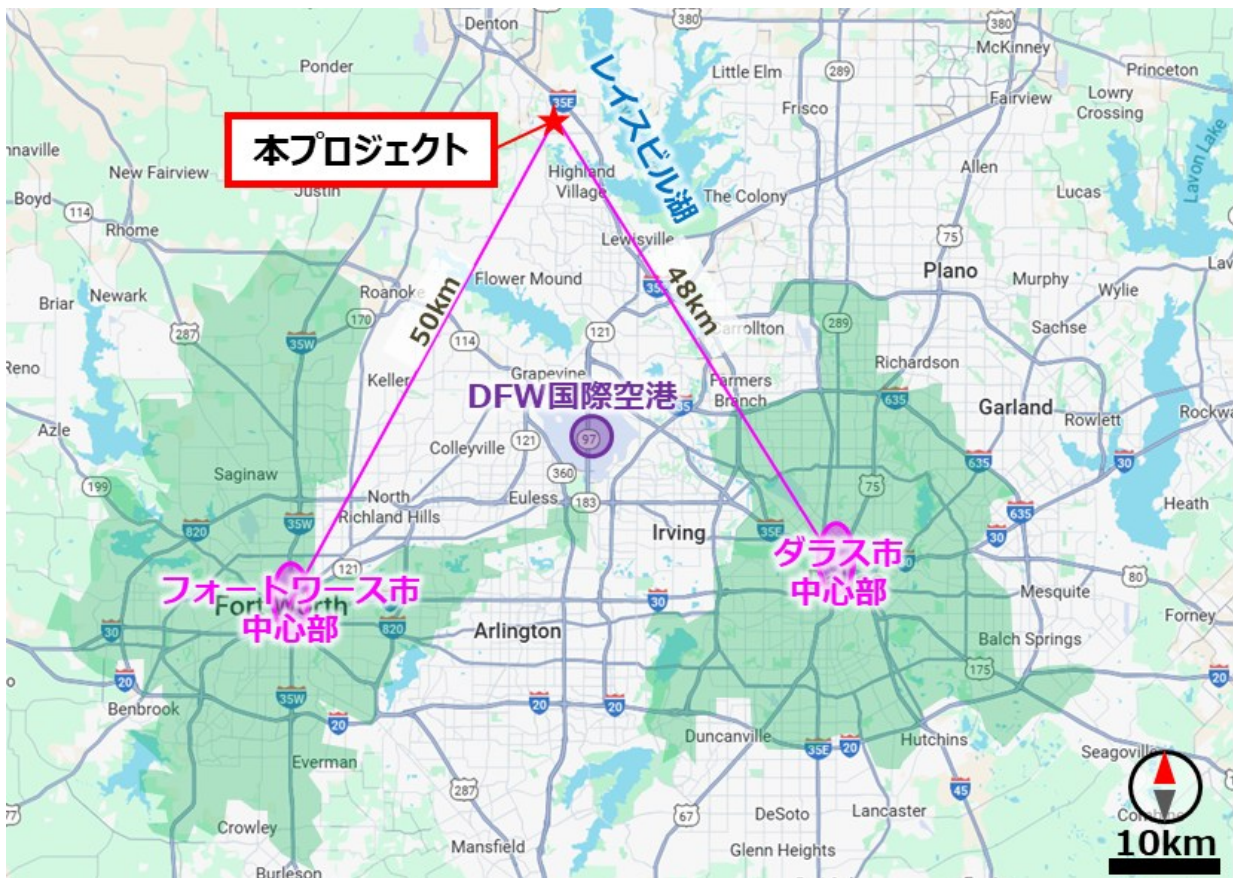 Denton
380
380
McKinney
Ponder
レイスビル湖
Little Elm
289
Princeton
35E
Frisco
Fairview
Lowry
Crossing
本プロジェクト
Allen
New Fairview
Justin
Highland
Village
Lavon Lake
Boyd
114
The Colony
Lucas
Rhome
Lewisville
75
Plano
Murphy
Briar
Newark
Roanoke
Flower Mound
50km
48km
Wylie
287
170
121
35W
114
289
Sachse
Keller
Grapevine
Richardson
DFW国際空港
Farmers
Branch
635
Garland
Rowlett
Azle
Colleyville
121
97
Saginaw
360
635
30
199
North
Richland Hills
Euless
183
75
Heath
820
35W
Irving
35E
635
30
121
ダラス市
中心部
フォートワース市
中心部
Fort Worth
80
Mesquite
Forney
30
820
Arlington
30
Balch Springs
175
20
20
Benbrook
35W
20
20
20
Duncanville
35E
20
Hutchins
Seagoville
Everman
287
45
67
DeSoto
Lancaster
Crowley
Mansfield
Glenn Heights
Burleson
10km